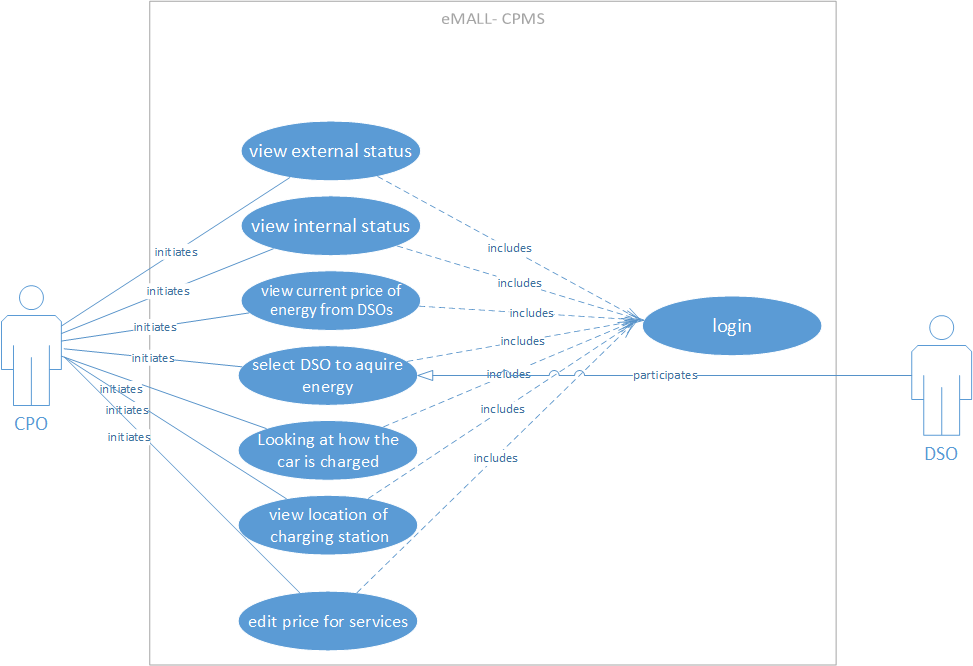 eMALL- CPMS
view external status
view internal status
view current price of
energy from DSOs
select DSO to aquire
energy
Looking at how the
car is charged
view location of
charging station
edit price for services
login
initiates
initiates
initiates
initiates
initiates
initiates
initiates
includes
includes
includes
includes
includes
includes
includes
participates
CPO
DSO